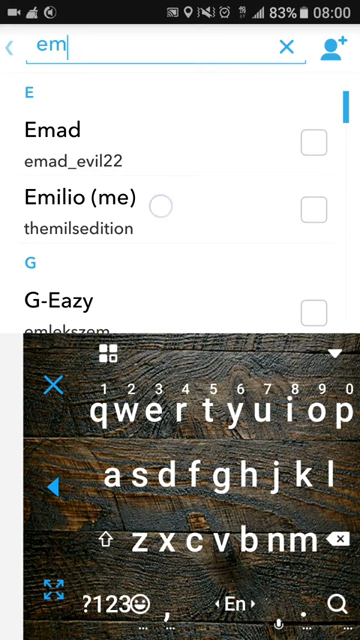 83% 08:00
em
E
Emad
emad_evil22
Emilio (me)
themilsedition
G
G-Eazy
emlekszem
1 2 3 4 5 6 7 8 9 0
q w e r t y u i o p
a s d f g h j k l
z x c v b n m
?123 , En .